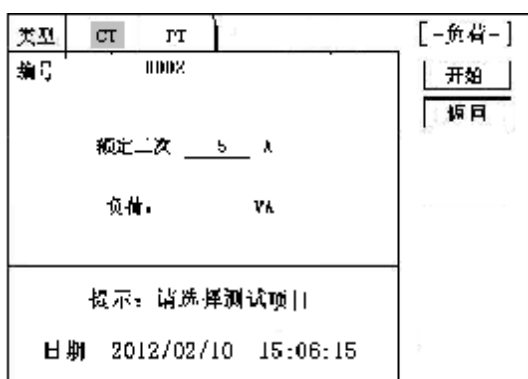 类型 CT PT
[-负荷-]
编号 0002
开始
返回
额定二次 5 A
负荷: VA
提示: 请选择测试项目
日期 2012/02/10 15:06:15